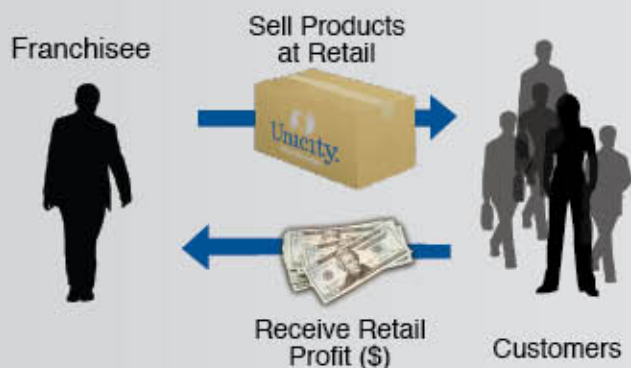 Franchisee
Sell Products
at Retail
Unicity.
Receive Retail
Profit ($)
Customers